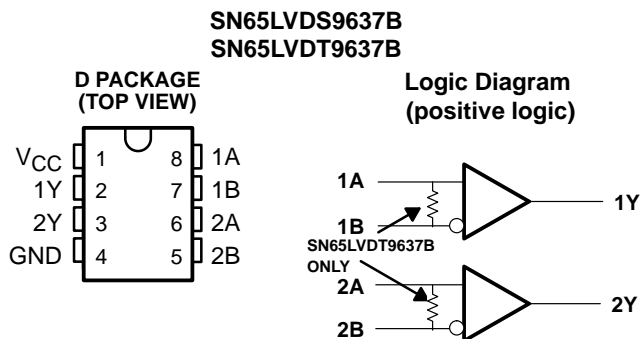 SN65LVDS9637B
SN65LVDT9637B
D PACKAGE
(TOP VIEW)
VCC 1 8 1A
1Y 2 7 1B
2Y 3 6 2A
GND 4 5 2B
Logic Diagram
(positive logic)
1A
1Y
1B
SN65LVDT9637B
ONLY
2A
2Y
2B